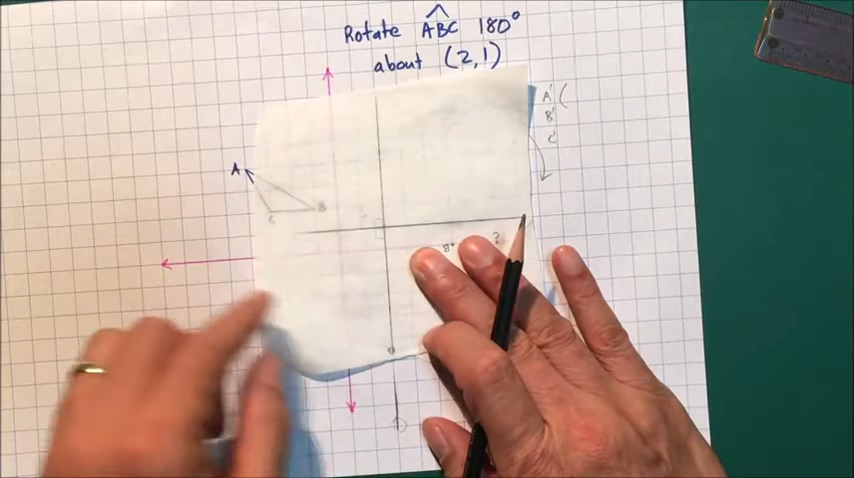 Rotate ABC 180°
about (2,1)
A' (
B'
C'
A
B
C
B'
?